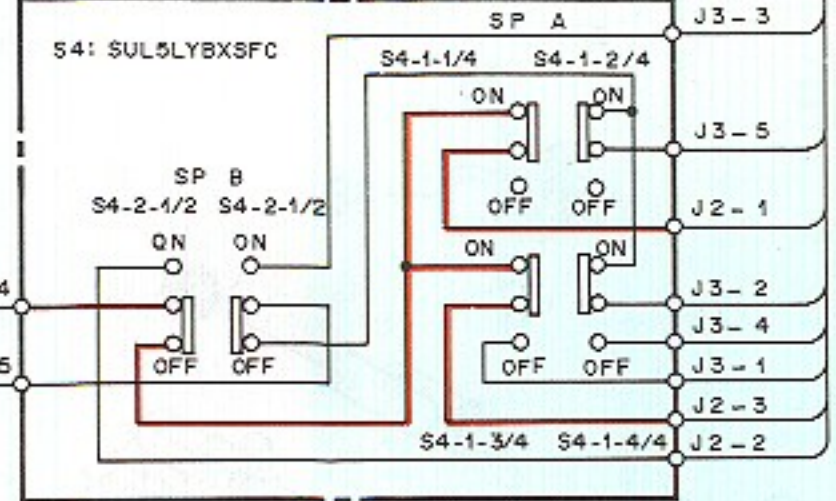 SP A
J3-3
S4: SUL5LYBXSFC
S4-1-1/4 S4-1-2/4
ON ON
J3-5
SP B
S4-2-1/2 S4-2-1/2
OFF OFF
J2-1
ON ON
ON ON
4
J3-2
J3-4
OFF OFF
OFF OFF
5
J3-1
J2-3
S4-1-3/4 S4-1-4/4
J2-2